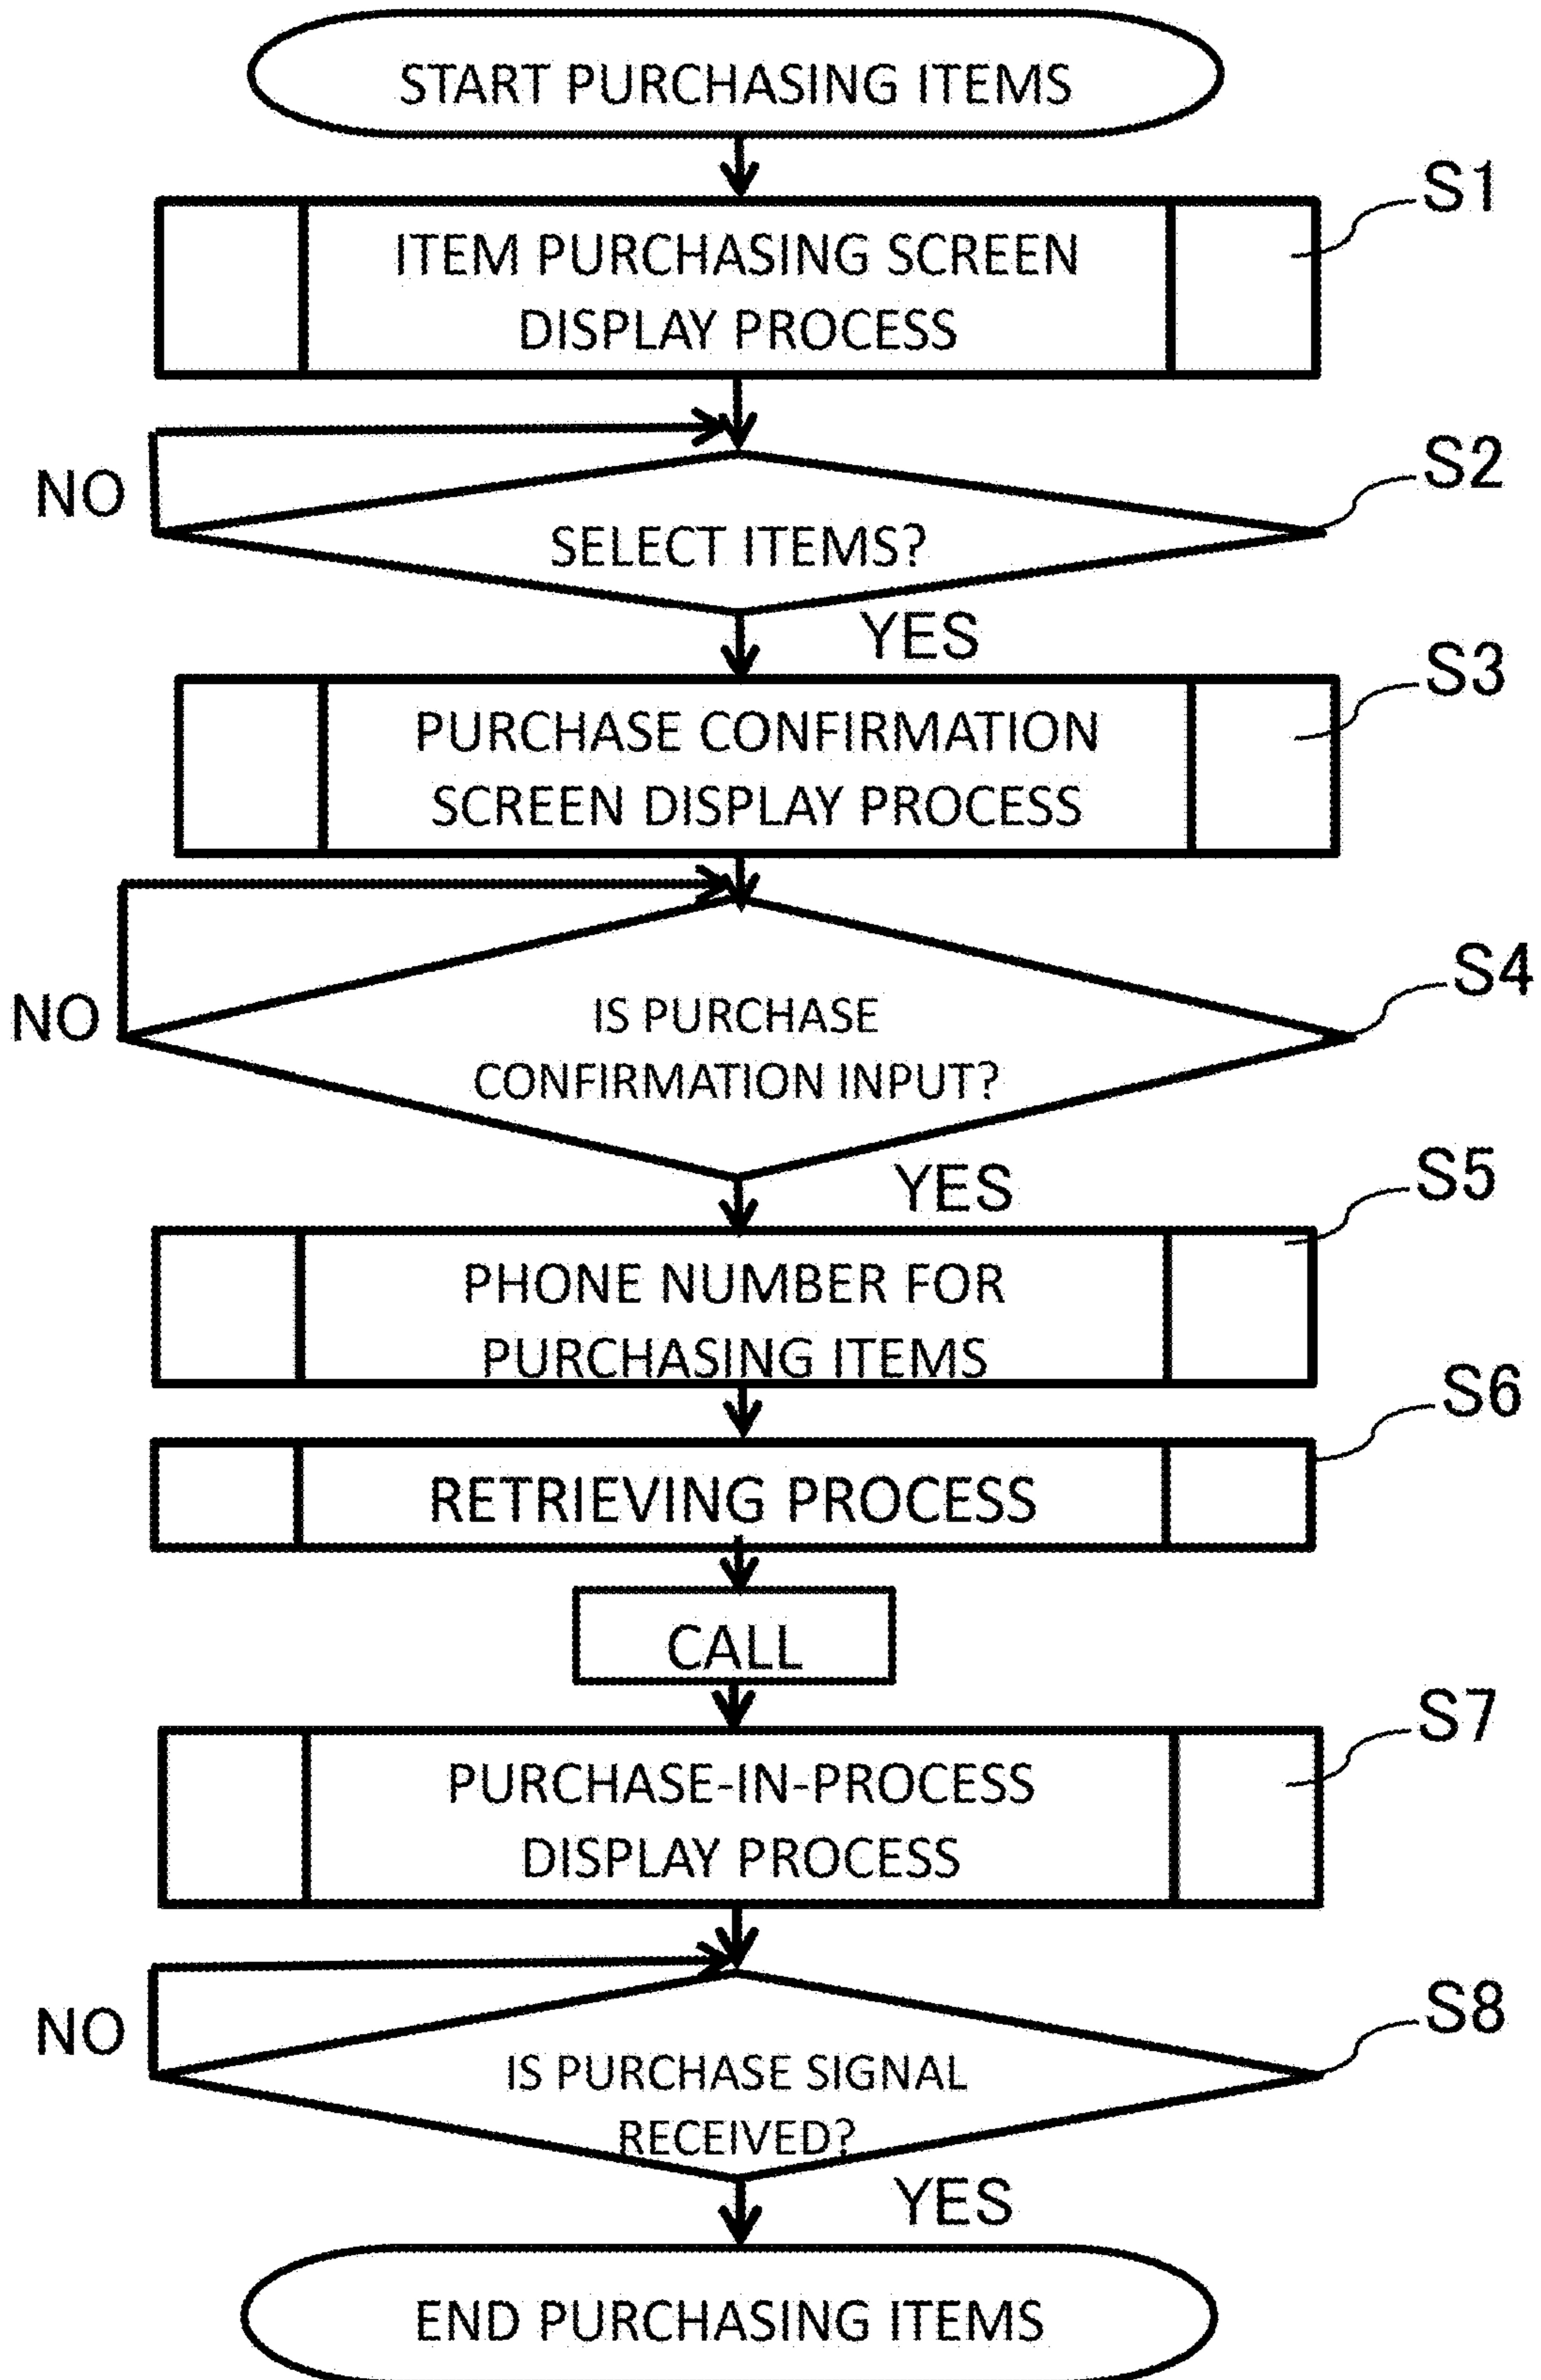 START PURCHASING ITEMS
S1
ITEM PURCHASING SCREEN
DISPLAY PROCESS
S2
NO
SELECT ITEMS?
YES
S3
PURCHASE CONFIRMATION
SCREEN DISPLAY PROCESS
S4
NO
IS PURCHASE
CONFIRMATION INPUT?
YES
S5
PHONE NUMBER FOR
PURCHASING ITEMS
S6
RETRIEVING PROCESS
CALL
S7
PURCHASE-IN-PROCESS
DISPLAY PROCESS
S8
NO
IS PURCHASE SIGNAL
RECEIVED?
YES
END PURCHASING ITEMS